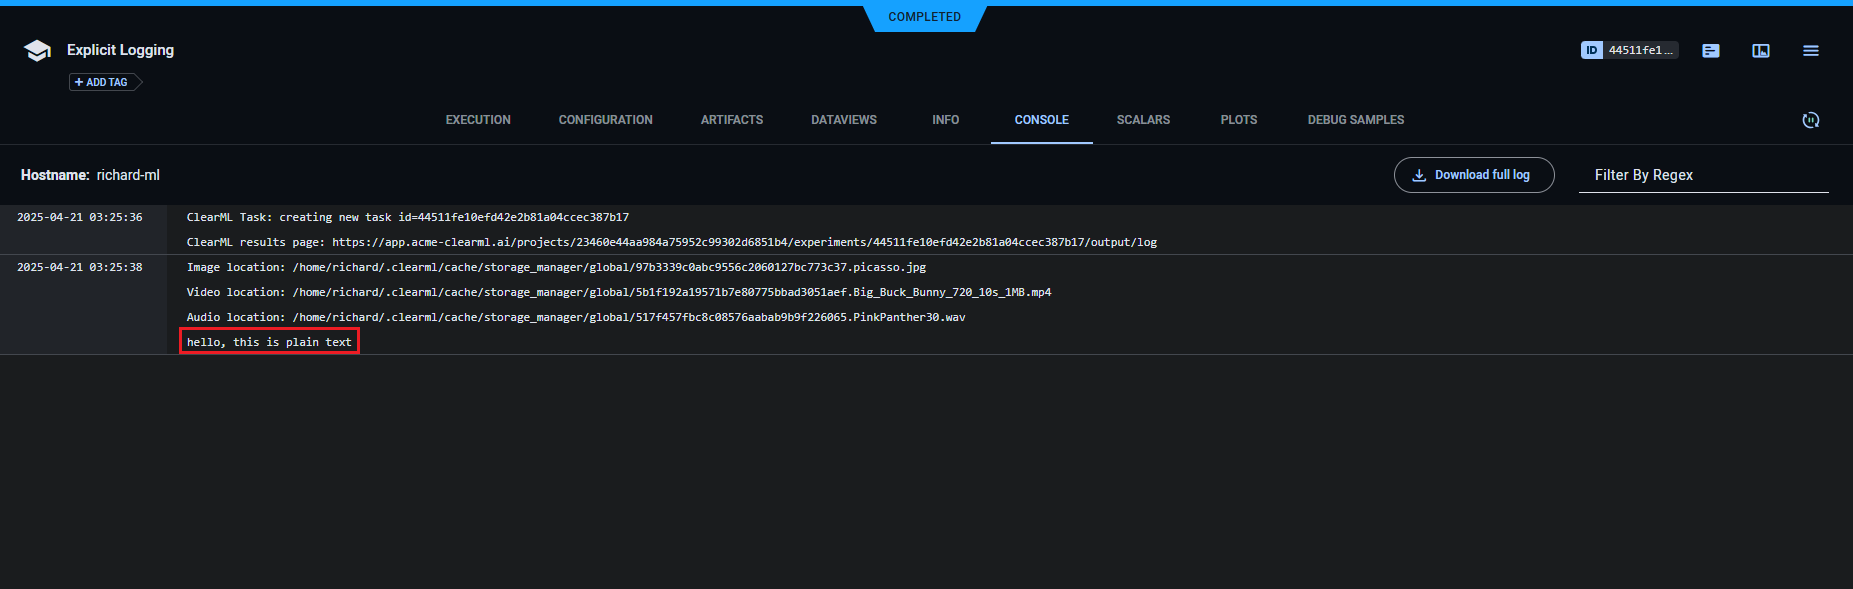 COMPLETED
Explicit Logging
ID 44511fe1 ...
+ ADD TAG
EXECUTION CONFIGURATION ARTIFACTS DATAVIEWS INFO CONSOLE SCALARS PLOTS DEBUG SAMPLES
Hostname: richard-ml
Download full log
Filter By Regex
2025-04-21 03:25:36 ClearML Task: creating new task id=44511fe10efd42e2b81a04ccec387b17
ClearML results page: https://app.acme-clearml.ai/projects/23460e44aa984a75952c99302d6851b4/experiments/44511fe10efd42e2b81a04ccec387b17/output/log
2025-04-21 03:25:38 Image location: /home/richard/.clearml/cache/storage_manager/global/97b3339c0abc9556c2060127bc773c37.picasso.jpg
Video location: /home/richard/.clearml/cache/storage_manager/global/5b1f192a19571b7e80775bbad3051aef.Big_Buck_Bunny_720_10s_1MB.mp4
Audio location: /home/richard/.clearml/cache/storage_manager/global/517f457fbc8c08576aabab9b9f226065.PinkPanther30.wav
hello, this is plain text